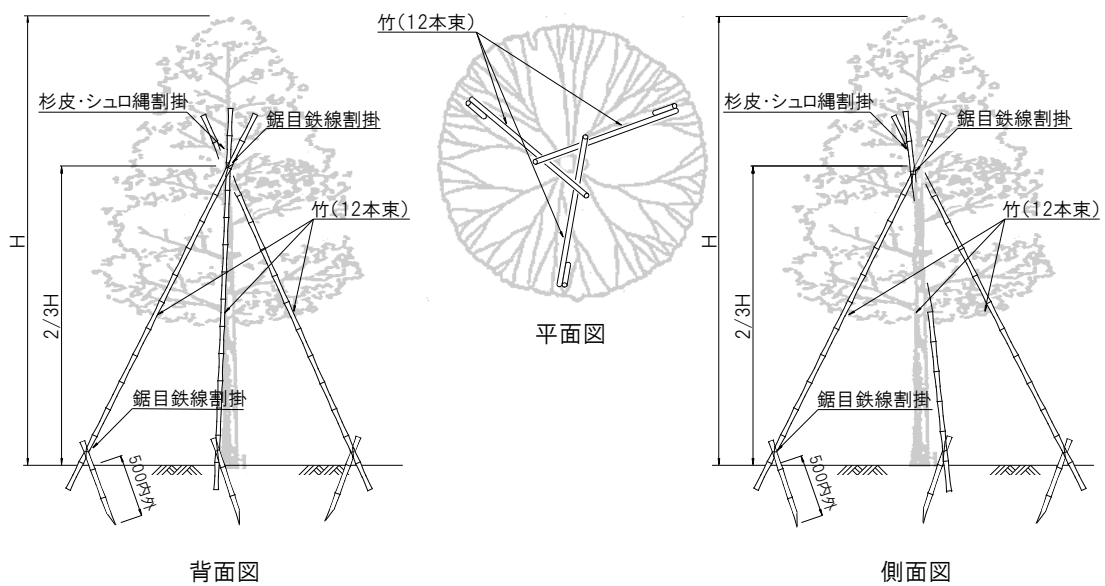 竹(12本束)
杉皮・シュロ縄割掛
鋸目鉄線割掛
竹(12本束)
H
2/3H
鋸目鉄線割掛
500内外
背面図
平面図
杉皮・シュロ縄割掛
鋸目鉄線割掛
竹(12本束)
H
2/3H
鋸目鉄線割掛
500内外
側面図